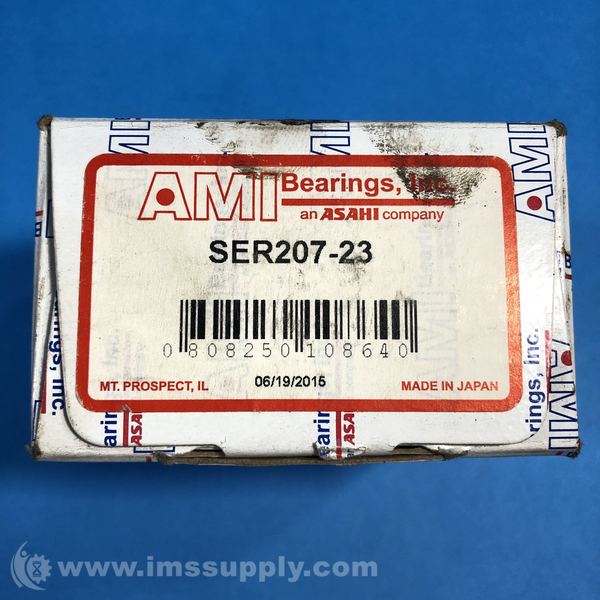 AMI Bearings, Inc.
an ASAHI company
SER207-23
0 808250 108640
MT. PROSPECT, IL 06/19/2015 MADE IN JAPAN
www.imssupply.com